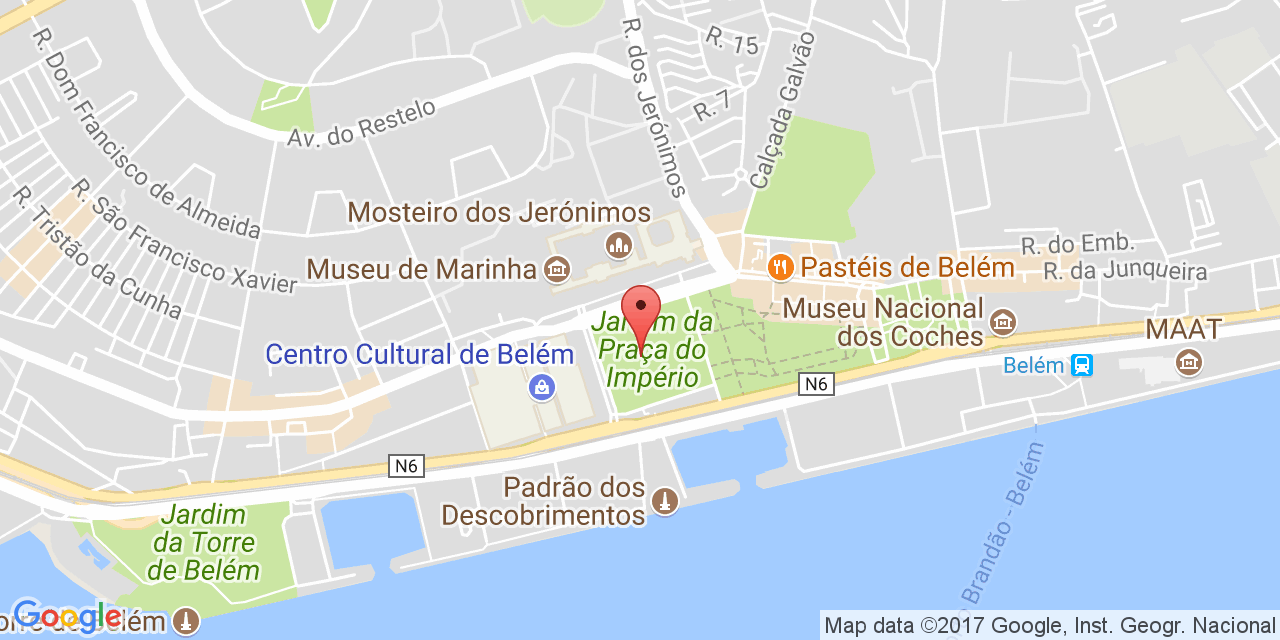 R. 15
R. Dom Francisco de Almeida
R. dos Jerónimos
Calçada Galvão
R. 7
Av. do Restelo
R. São Francisco Xavier
R. Tristão da Cunha
Mosteiro dos Jerónimos
Museu de Marinha
Pastéis de Belém
R. do Emb.
R. da Junqueira
Museu Nacional
dos Coches
MAAT
Jardim da
Praça do
Império
Centro Cultural de Belém
Belém
N6
N6
Padrão dos
Descobrimentos
Brandão - Belém
Jardim
da Torre
de Belém
Google
Belém
Map data ©2017 Google, Inst. Geogr. Nacional